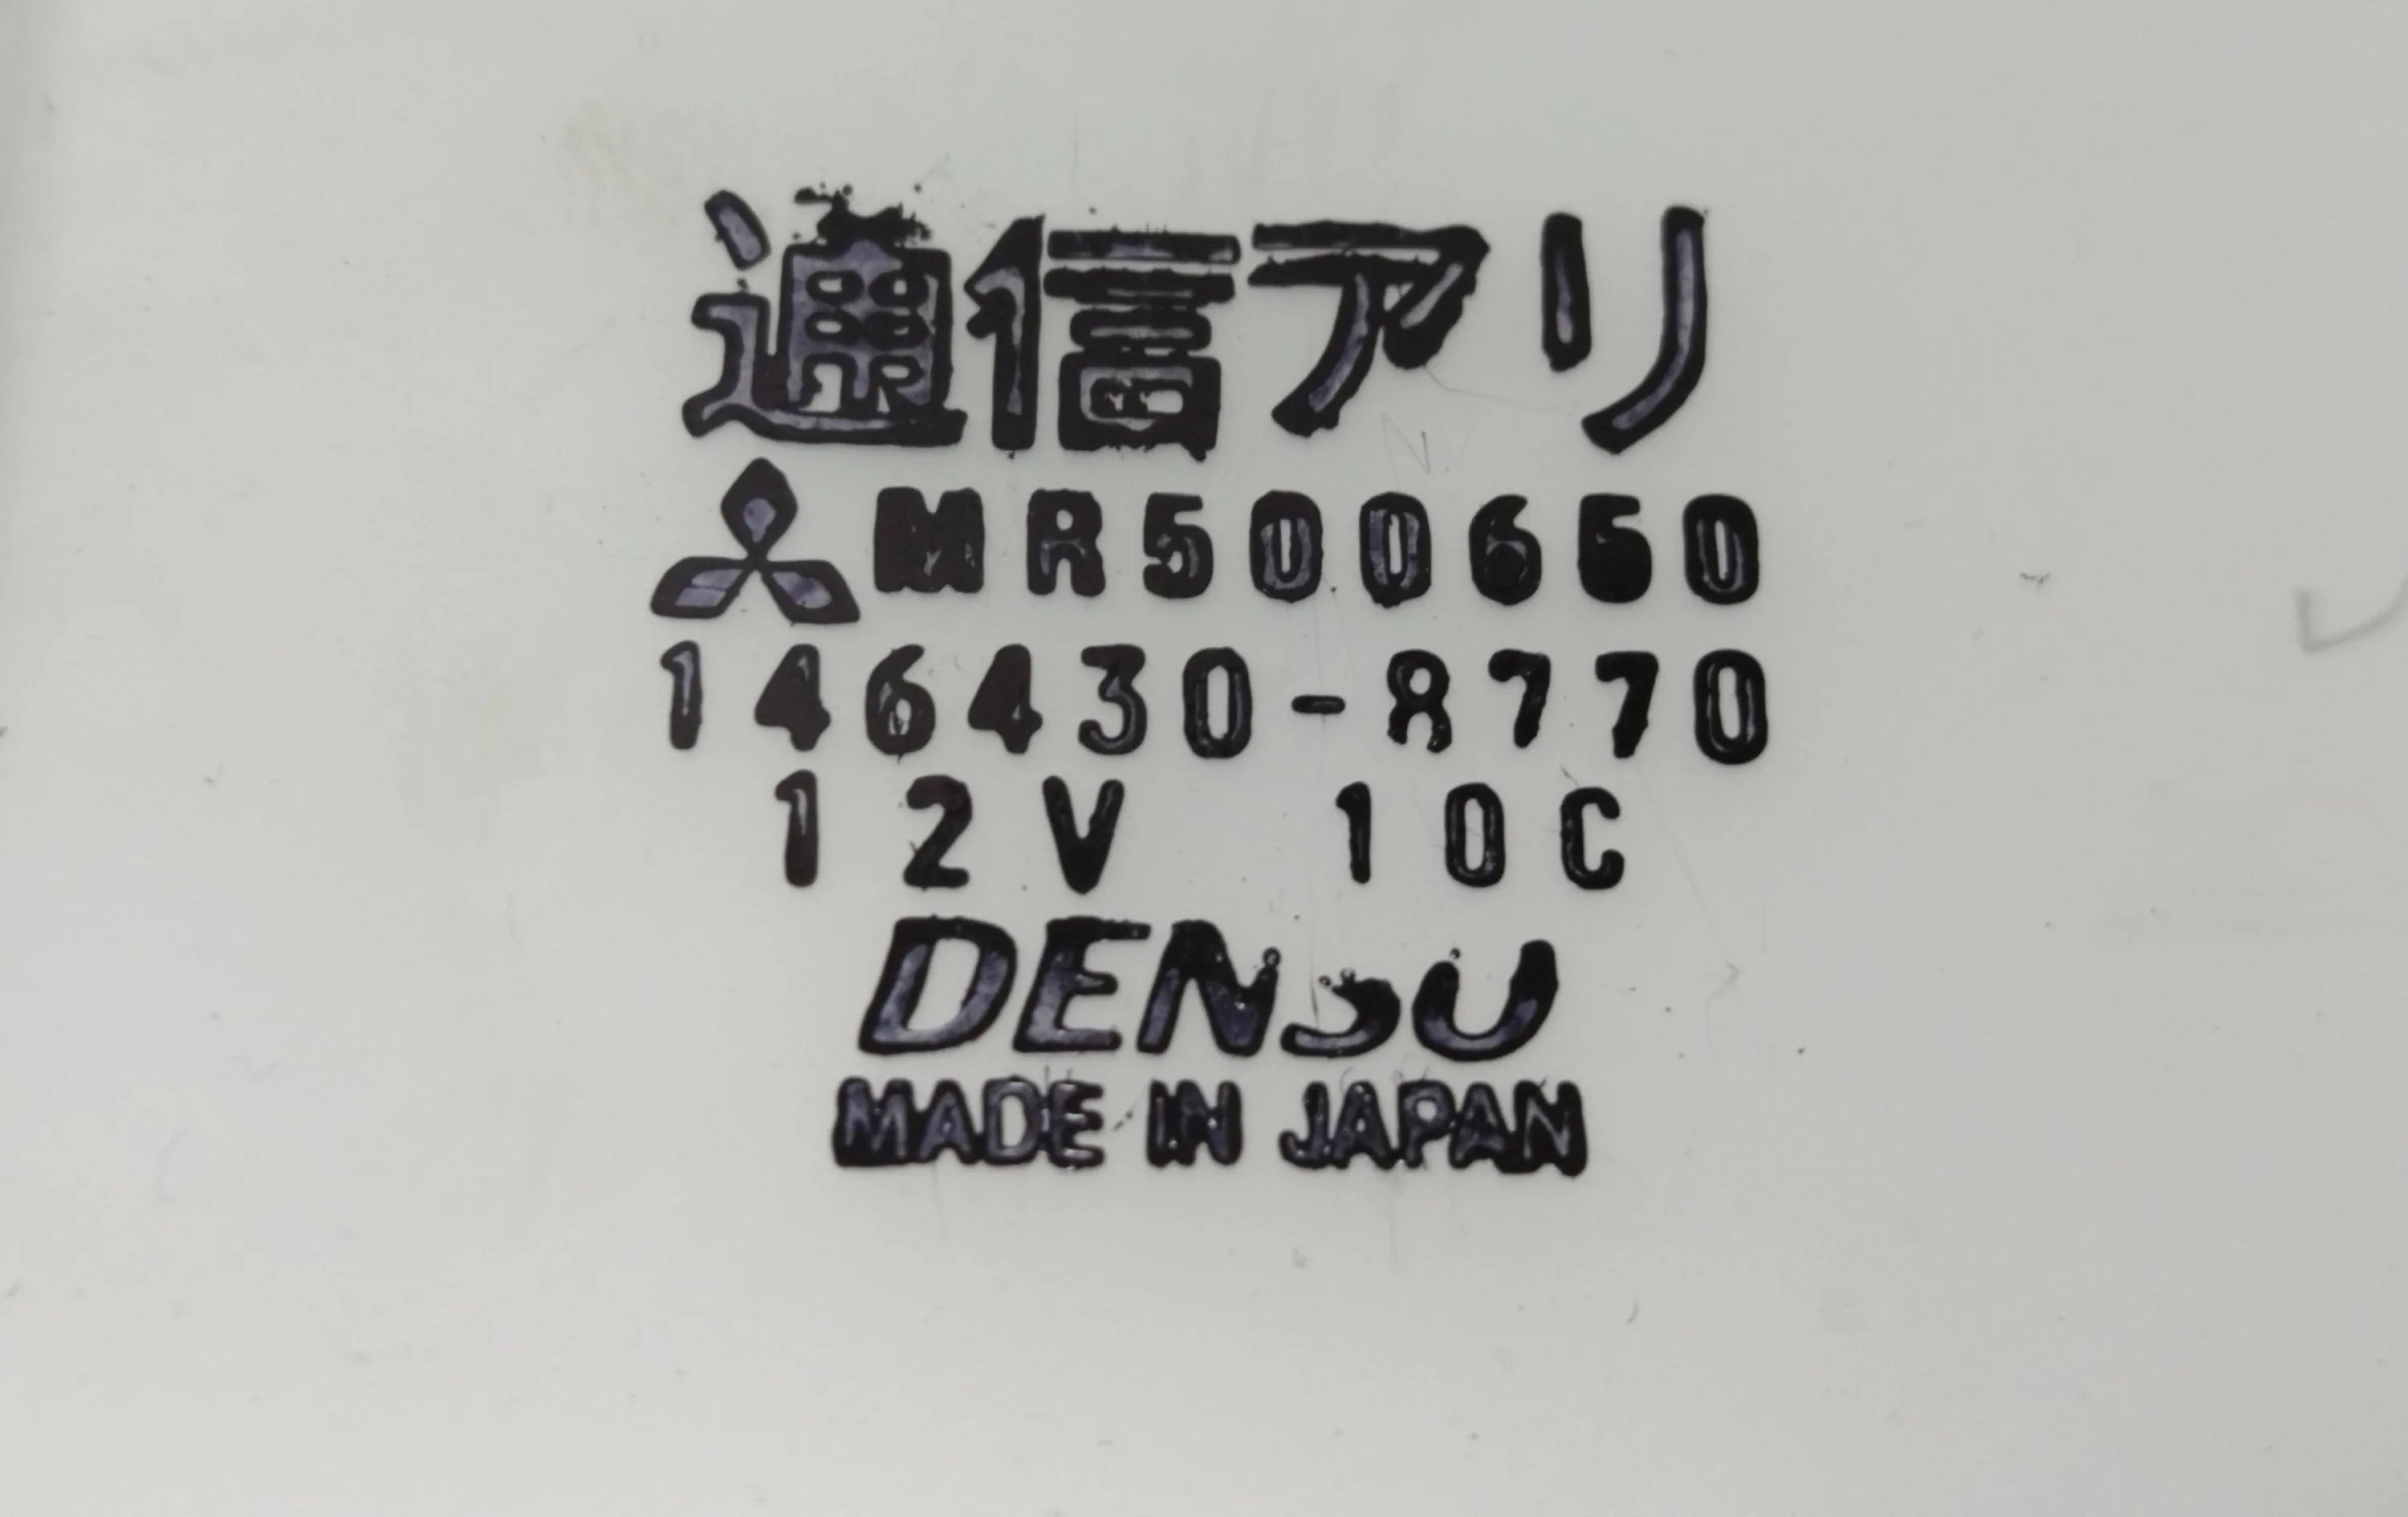 通信アリ
MR500650
146430-8770
12V 10C
DENSO
MADE IN JAPAN